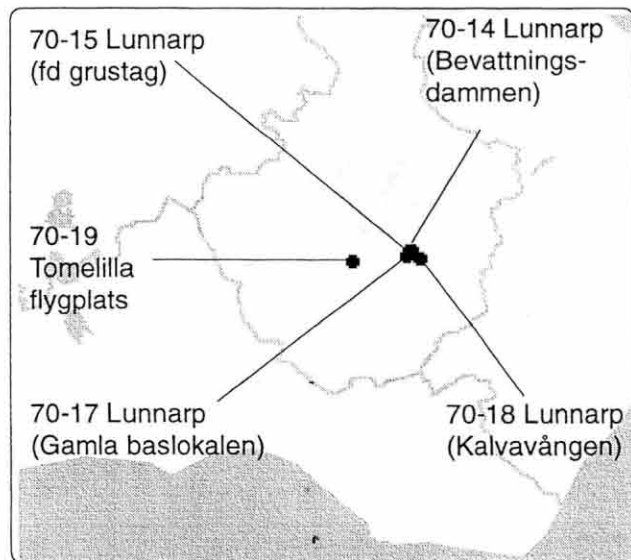 70-15 Lunnarp
(fd grustag)
70-14 Lunnarp
(Bevattnings-
dammen)
70-19
Tomelilla
flygplats
70-17 Lunnarp
(Gamla baslokalen)
70-18 Lunnarp
(Kalvavången)